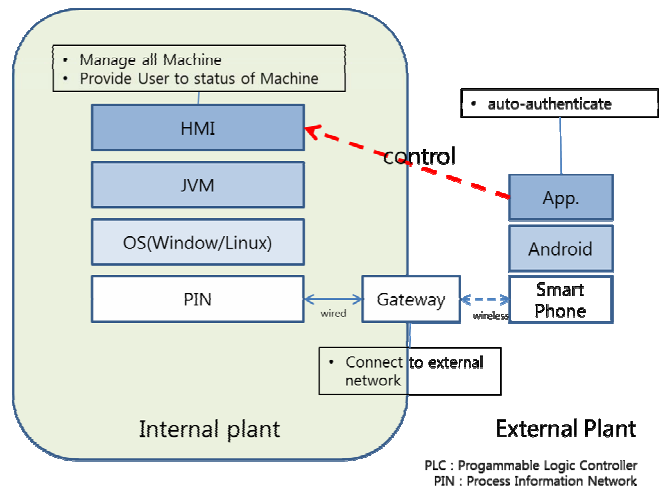 • Manage all Machine
• Provide User to status of Machine
• auto-authenticate
HMI
control
JVM
App.
OS(Window/Linux)
Android
PIN
wired
Gateway
wireless
Smart
Phone
• Connect to external
network
Internal plant
External Plant
PLC : Progammable Logic Controller
PIN : Process Information Network